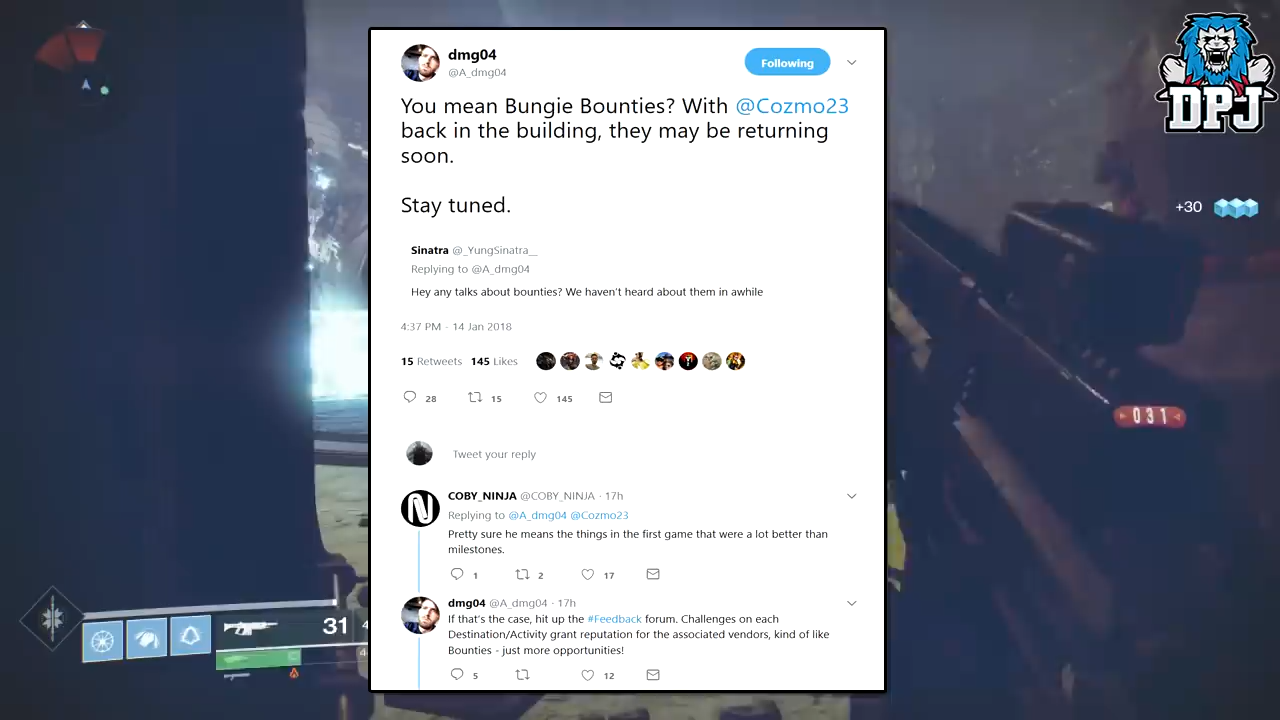 dmg04
@A_dmg04
Following
You mean Bungie Bounties? With @Cozmo23
back in the building, they may be returning
soon.
Stay tuned.
Sinatra @_YungSinatra__
Replying to @A_dmg04
Hey any talks about bounties? We haven't heard about them in awhile
4:37 PM - 14 Jan 2018
15 Retweets 145 Likes
28 15 145
Tweet your reply
COBY_NINJA @COBY_NINJA · 17h
Replying to @A_dmg04 @Cozmo23
Pretty sure he means the things in the first game that were a lot better than
milestones.
1 2 17
dmg04 @A_dmg04 · 17h
If that's the case, hit up the #Feedback forum. Challenges on each
Destination/Activity grant reputation for the associated vendors, kind of like
Bounties - just more opportunities!
5 12
DPJ
+30
031
31